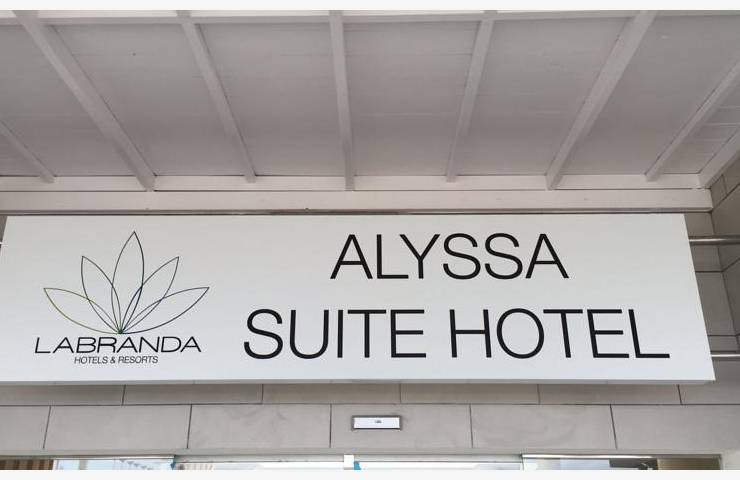 ALYSSA
SUITE HOTEL
LABRANDA
HOTELS & RESORTS